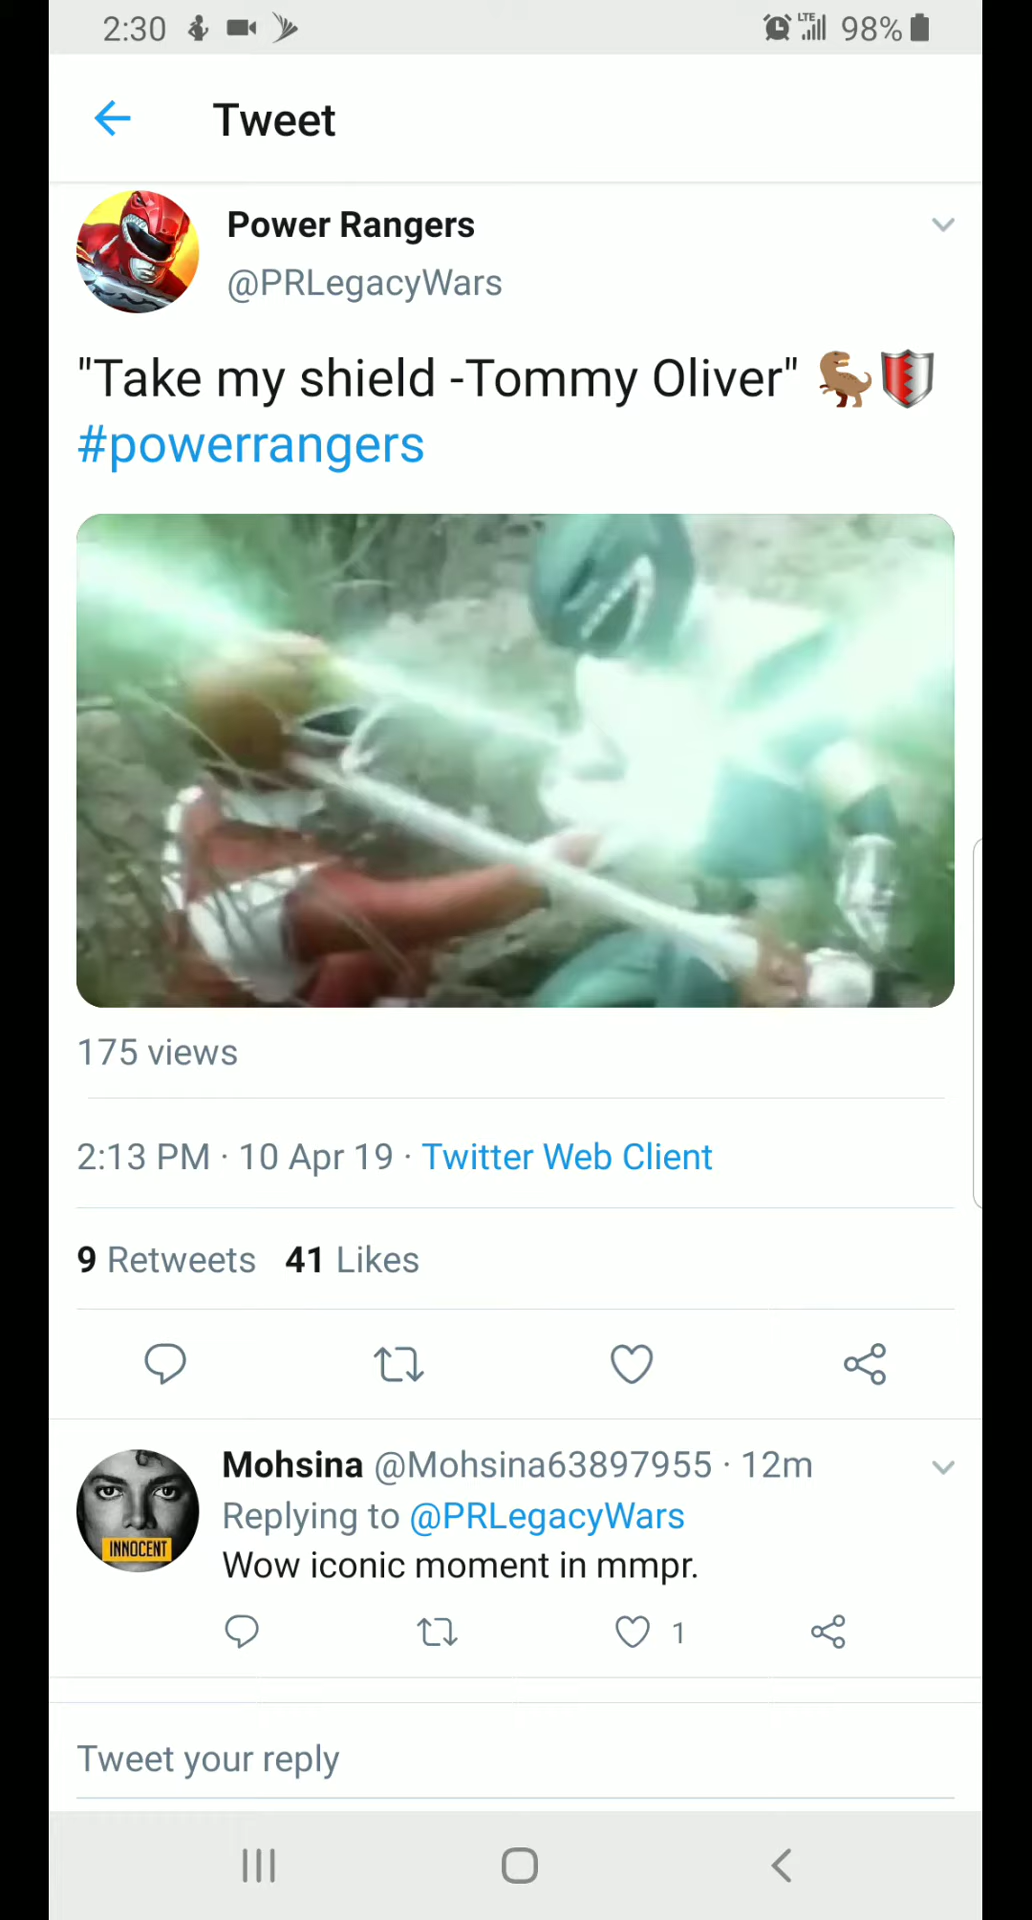 2:30 LTE 98%
Tweet
Power Rangers
@PRLegacyWars
"Take my shield -Tommy Oliver" 🦖🛡
#powerrangers
175 views
2:13 PM · 10 Apr 19 · Twitter Web Client
9 Retweets 41 Likes
Mohsina @Mohsina63897955 · 12m
INNOCENT
Replying to @PRLegacyWars
Wow iconic moment in mmpr.
1
Tweet your reply